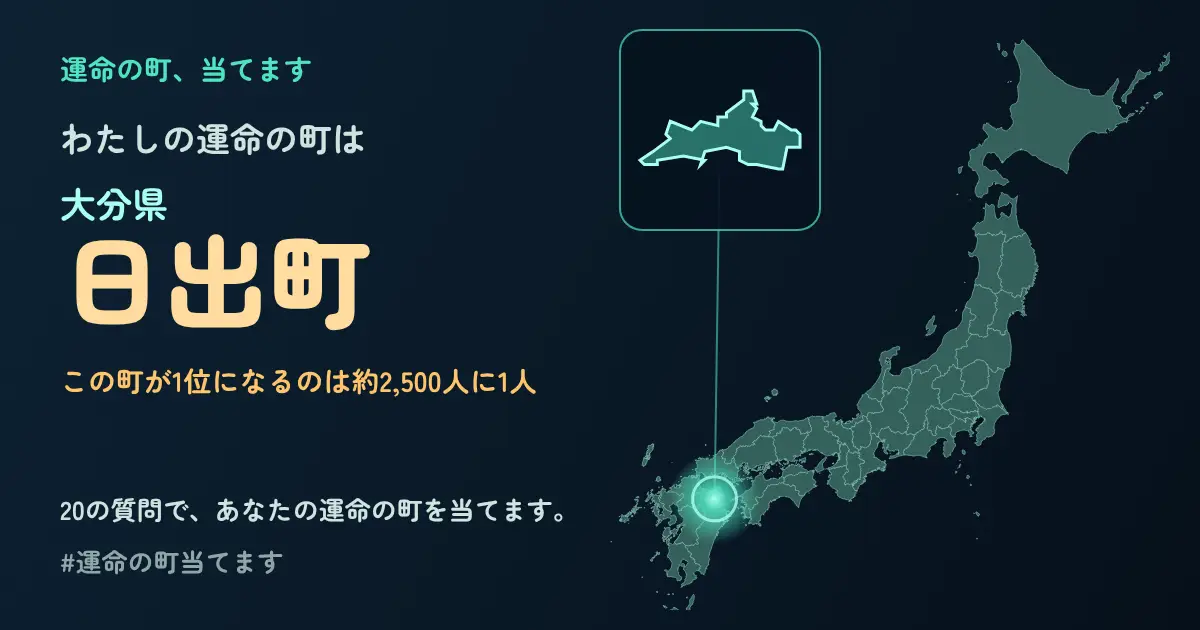 運命の町、当てます
わたしの運命の町は
大分県
日出町
この町が1位になるのは約2,500人に1人
20の質問で、あなたの運命の町を当てます。
#運命の町当てます